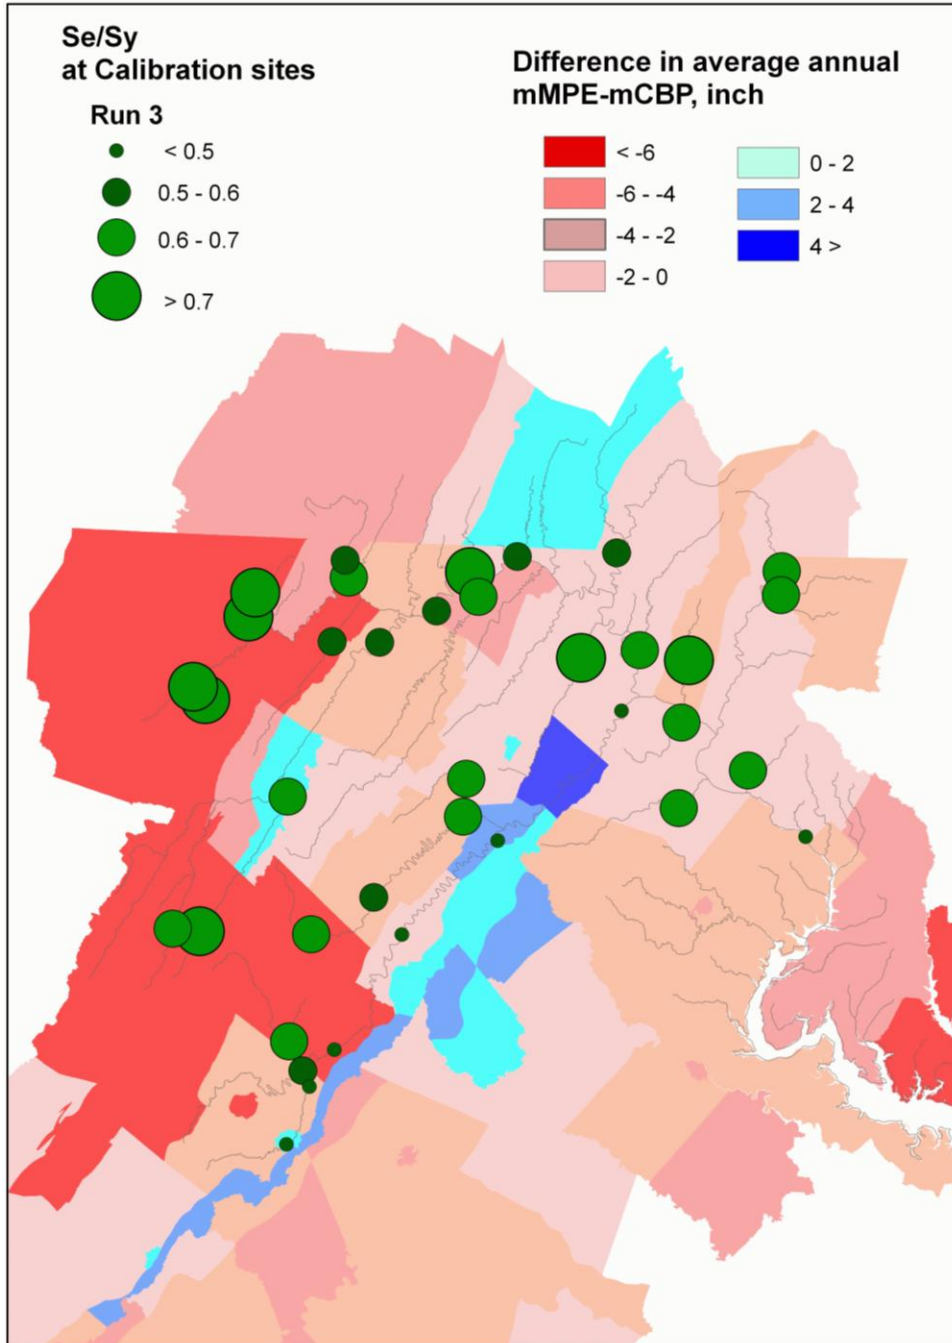 Se/Sy
at Calibration sites
Run 3
< 0.5
0.5 - 0.6
0.6 - 0.7
> 0.7
Difference in average annual
mMPE-mCBP, inch
< -6
-6 - -4
-4 - -2
-2 - 0
0 - 2
2 - 4
4 >